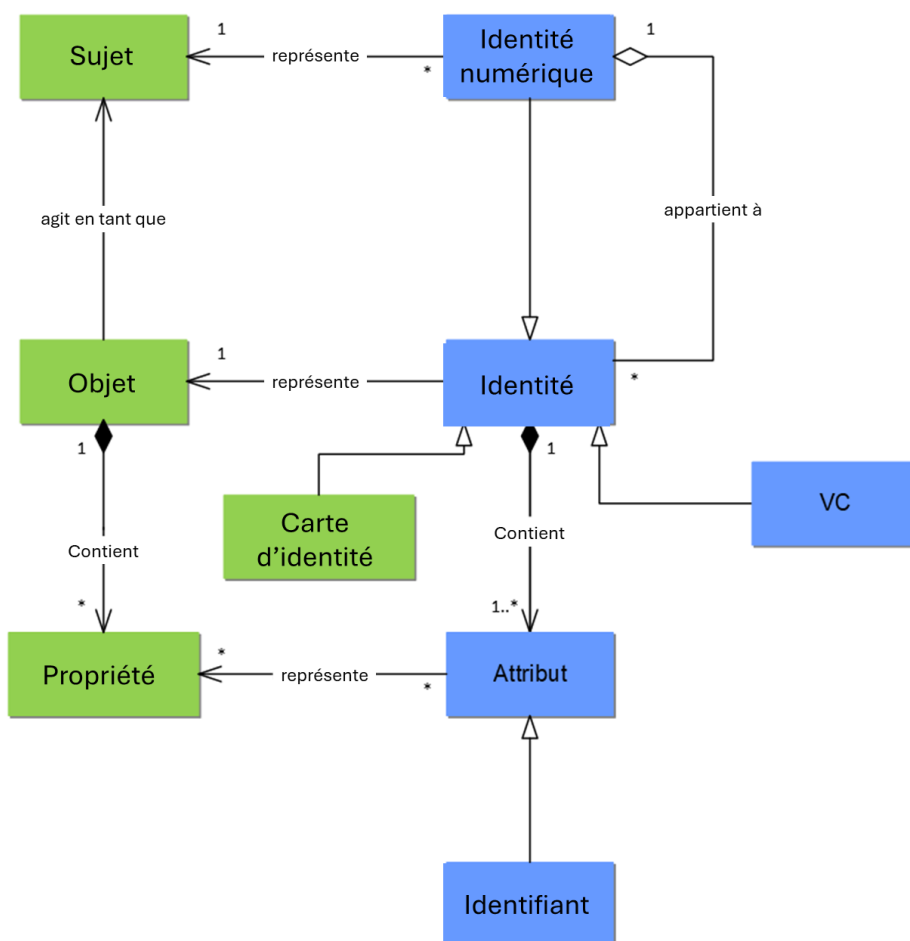 Sujet
1
représente
*
Identité
numérique
1
agit en tant que
appartient à
Objet
1
représente
Identité
*
1
1
Carte
d’identité
VC
Contient
Contient
*
1..*
Propriété
*
représente
*
Attribut
Identifiant